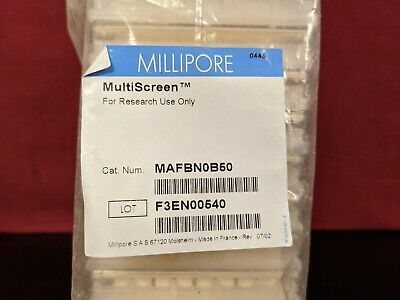 MILLIPORE
0448
MultiScreen™
For Research Use Only
Cat. Num. MAFBN0B50
LOT F3EN00540
Millipore S.A.S 67120 Molsheim - Made in France - Rev. 07/02